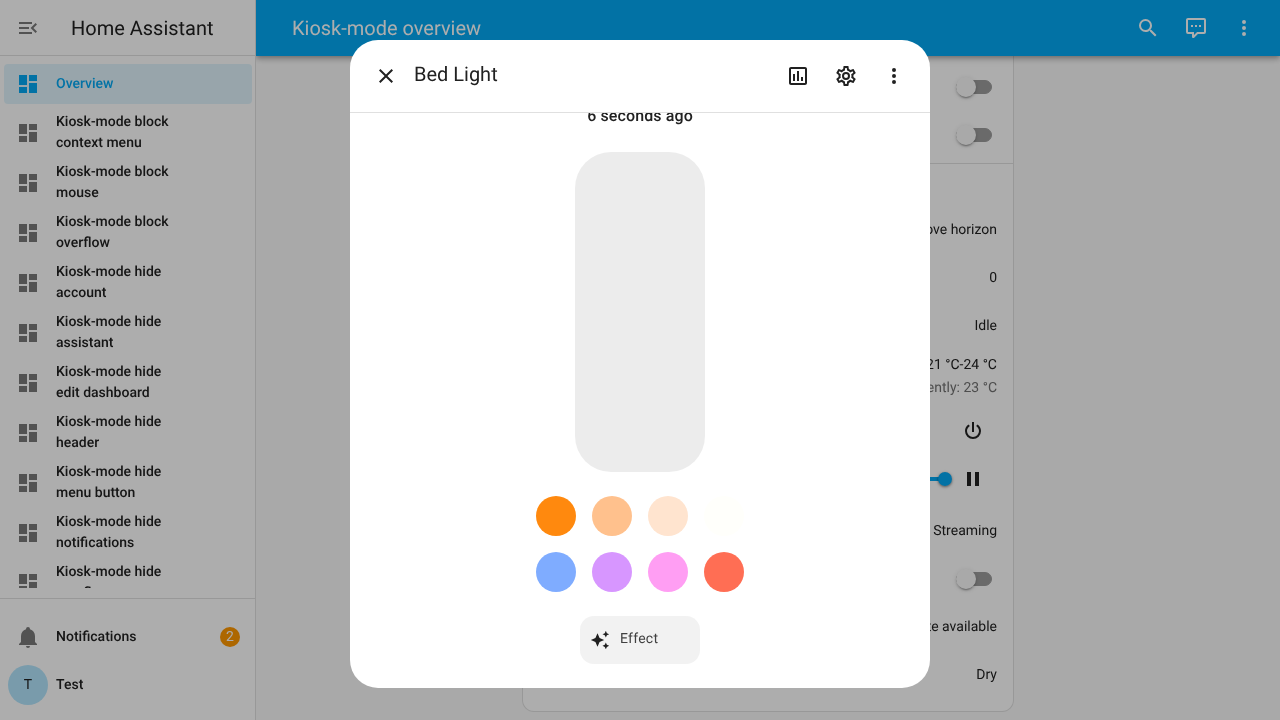 Home Assistant
Kiosk-mode overview
Overview
Kiosk-mode block
context menu
Kiosk-mode block
mouse
Kiosk-mode block
overflow
Kiosk-mode hide
account
Kiosk-mode hide
assistant
Kiosk-mode hide
edit dashboard
Kiosk-mode hide
header
Kiosk-mode hide
menu button
Kiosk-mode hide
notifications
Kiosk-mode hide
Notifications
2
T
Test
Bed Light
6 seconds ago
Effect
horizon
0
Idle
21 °C-24 °C
23 °C
Streaming
available
Dry